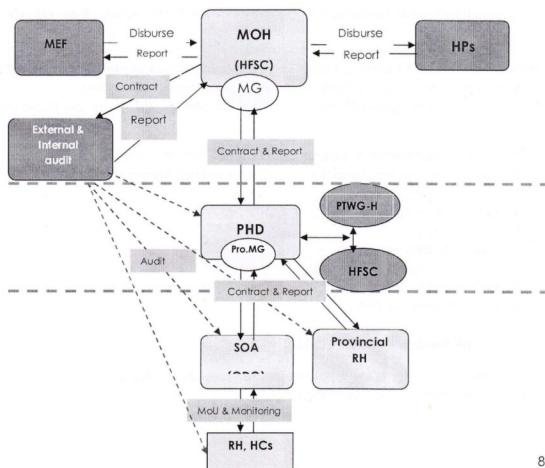 MEF
Disburse
Report
MOH
(HFSC)
MG
Disburse
Report
HPs
Contract
Report
External &
Internal
audit
Contract & Report
PHD
Pro.MG
PTWG-H
HFSC
Audit
Contract & Report
SOA
Provincial
RH
MoU & Monitoring
RH, HCs
8